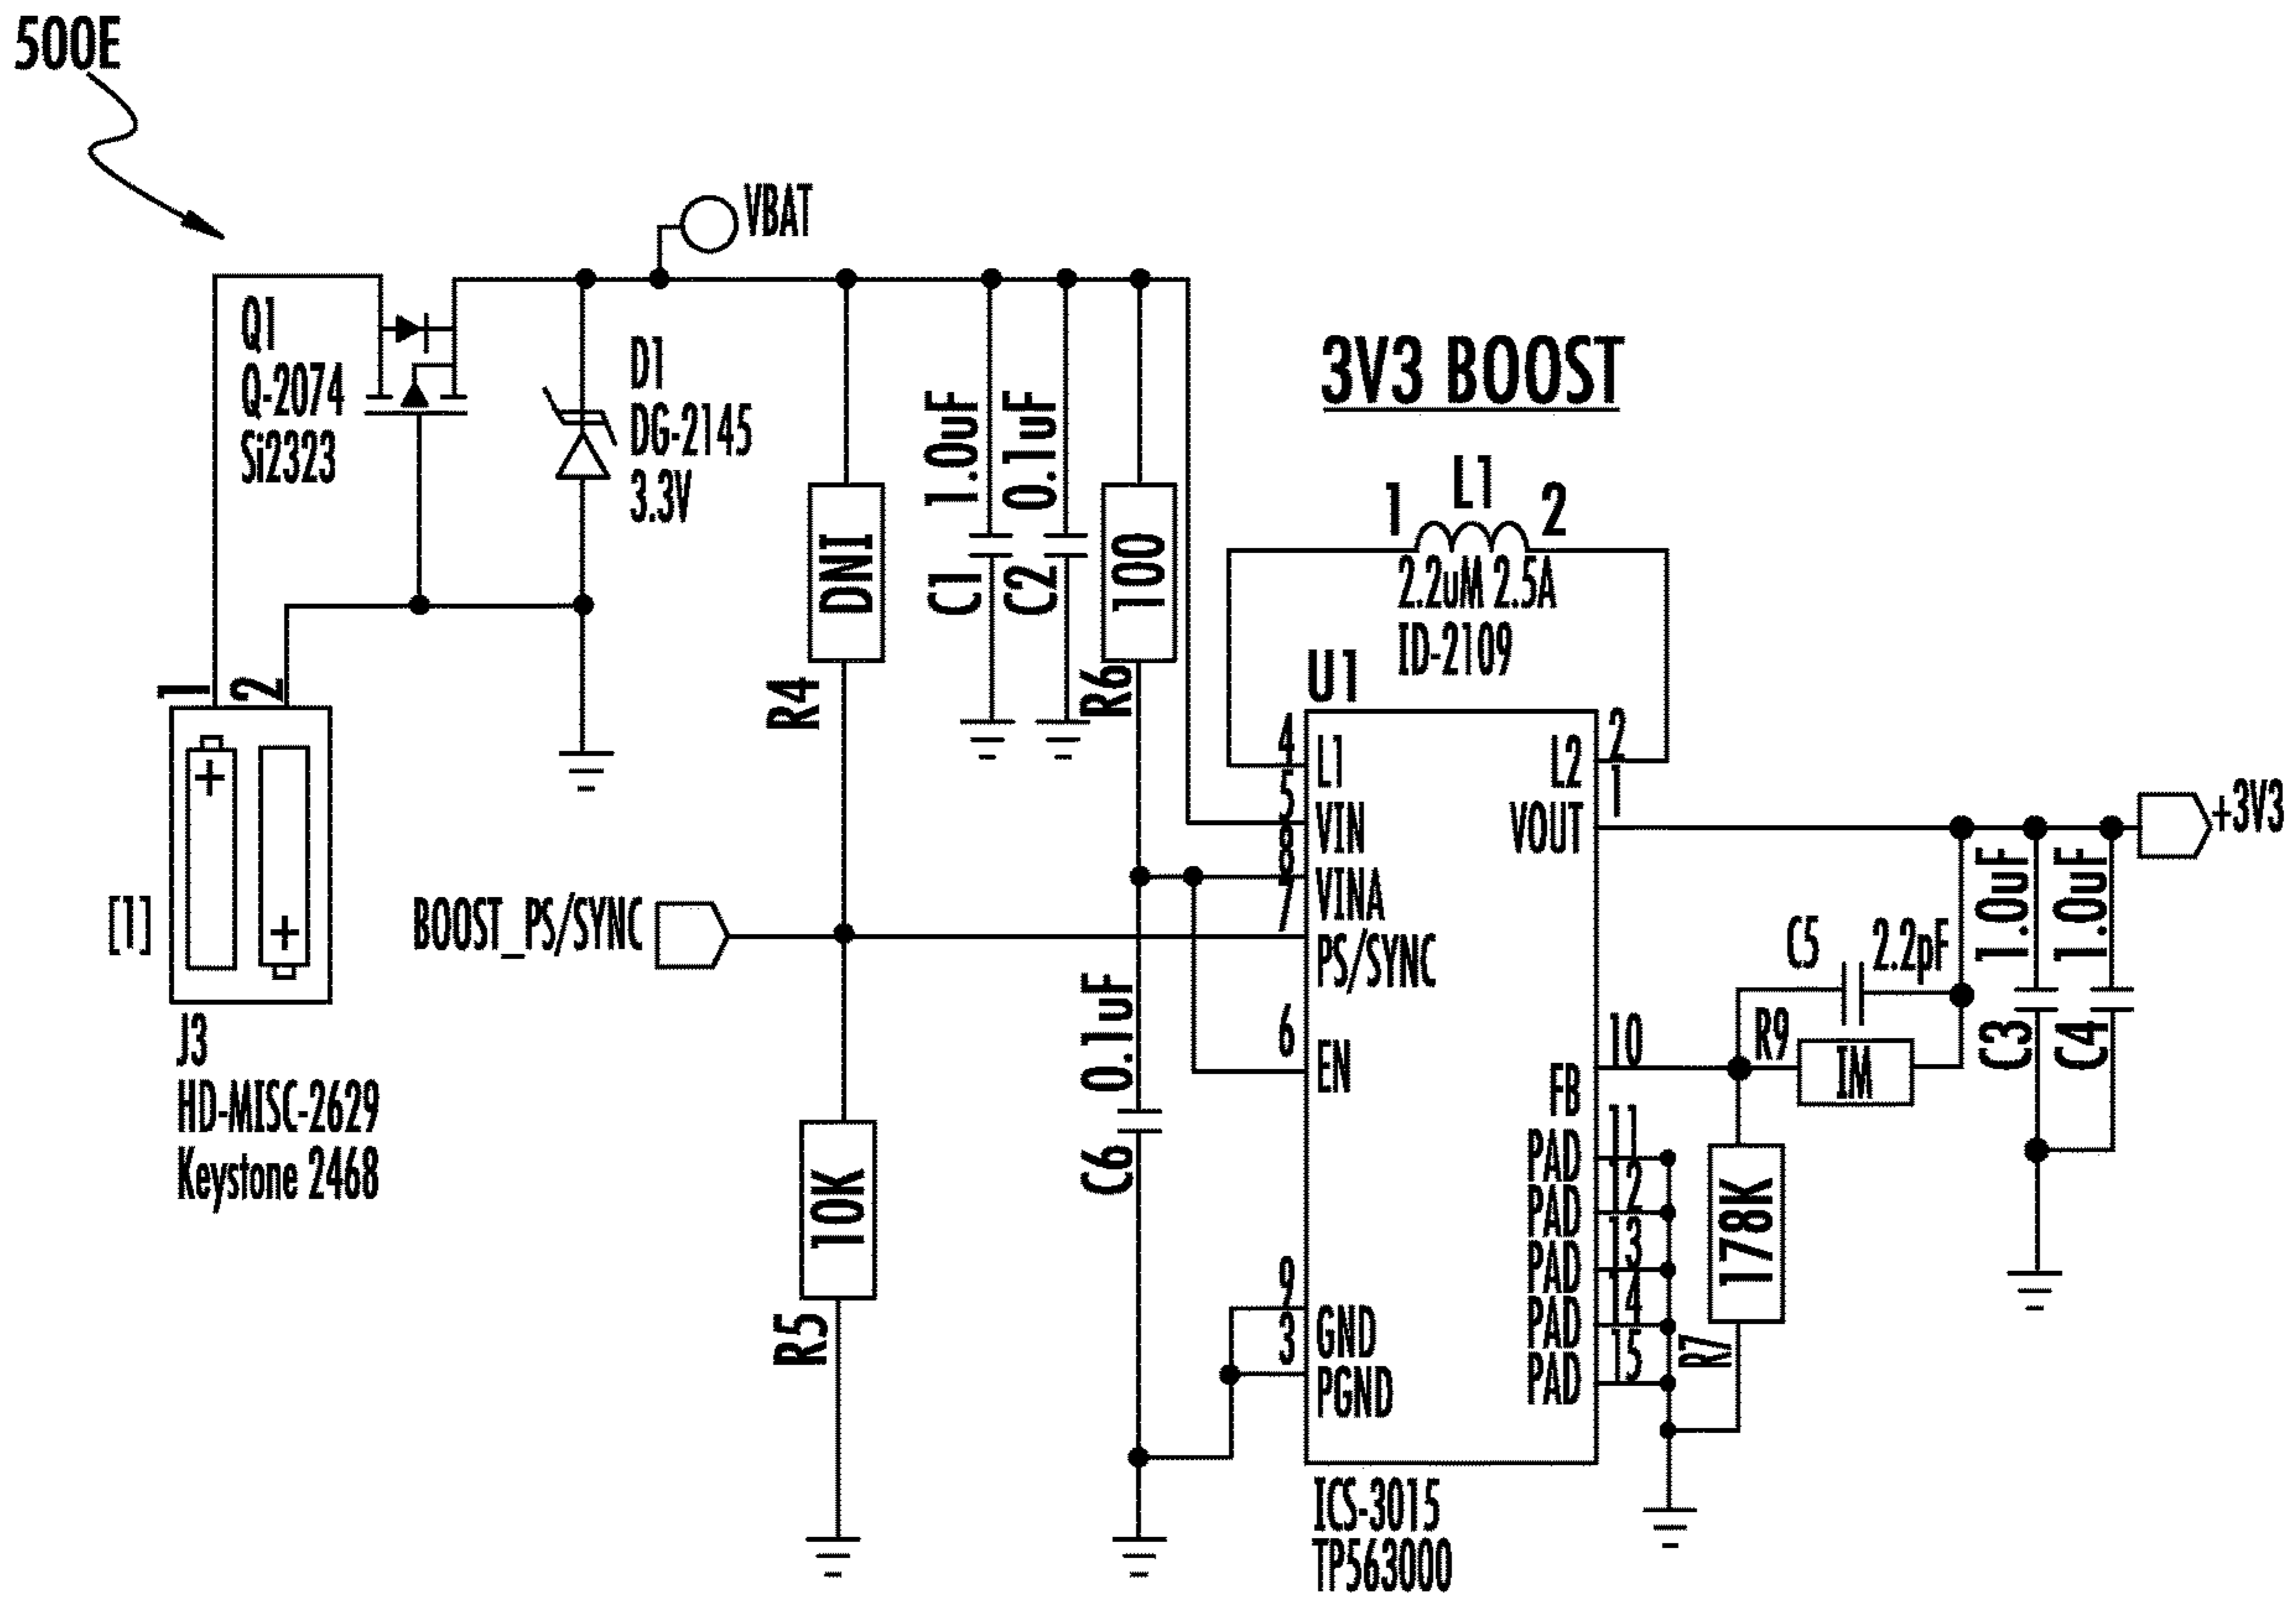 500E
VBAT
Q1
Q-2074
Si2323
D1
DG-2145
3.3V
1.0uF
0.1uF
C1
C2
DNI
R4
100
R6
3V3 BOOST
1
L1
2
2.2uM 2.5A
ID-2109
U1
1
2
+
+
[1]
J3
HD-MISC-2629
Keystone 2468
BOOST_PS/SYNC
10K
R5
0.1uF
C6
4
L1
5
VIN
8
VINA
7
PS/SYNC
6
EN
9
GND
3
PGND
2
L2
1
VOUT
10
FB
11
PAD
12
PAD
13
PAD
14
PAD
15
PAD
ICS-3015
TP563000
+3V3
C5
2.2pF
1.0uF
1.0uF
C3
C4
R9
IM
178K
R7